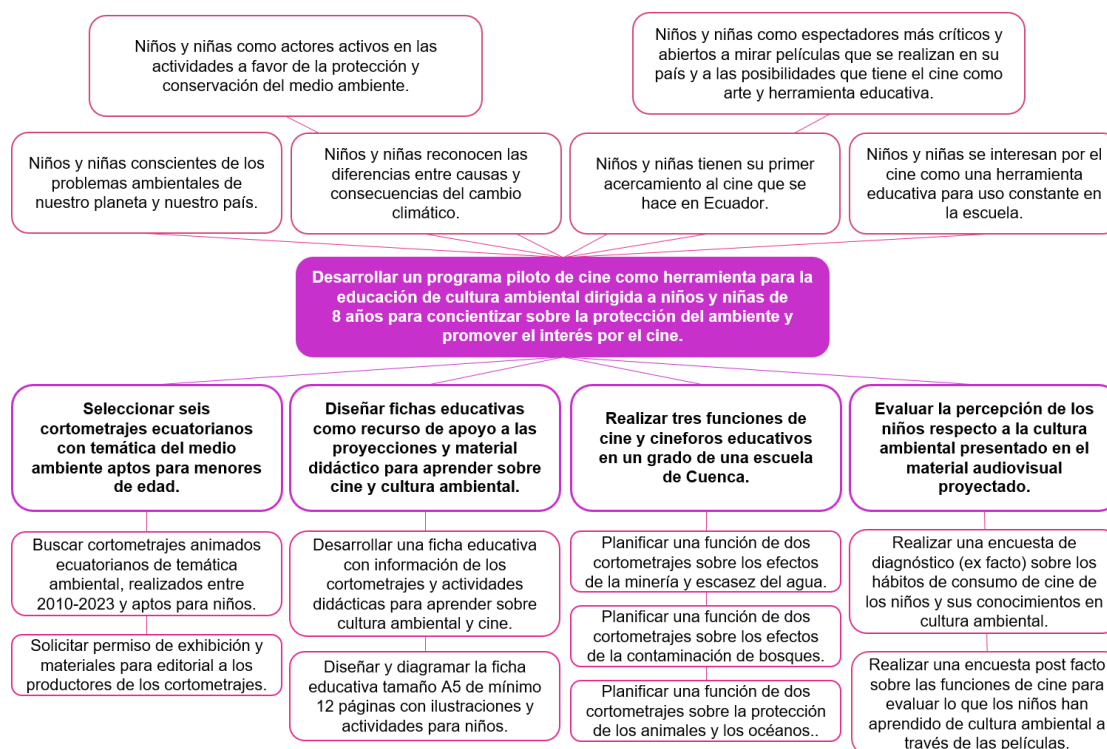 Niños y niñas como actores activos en las
actividades a favor de la protección y
conservación del medio ambiente.
Niños y niñas como espectadores más críticos y
abiertos a mirar películas que se realizan en su
país y a las posibilidades que tiene el cine como
arte y herramienta educativa.
Niños y niñas conscientes de los
problemas ambientales de
nuestro planeta y nuestro país.
Niños y niñas reconocen las
diferencias entre causas y
consecuencias del cambio
climático.
Niños y niñas tienen su primer
acercamiento al cine que se
hace en Ecuador.
Niños y niñas se interesan por el
cine como una herramienta
educativa para uso constante en
la escuela.
Desarrollar un programa piloto de cine como herramienta para la
educación de cultura ambiental dirigida a niños y niñas de
8 años para concientizar sobre la protección del ambiente y
promover el interés por el cine.
Seleccionar seis
cortometrajes ecuatorianos
con temática del medio
ambiente aptos para menores
de edad.
Diseñar fichas educativas
como recurso de apoyo a las
proyecciones y material
didáctico para aprender sobre
cine y cultura ambiental.
Realizar tres funciones de
cine y cineforos educativos
en un grado de una escuela
de Cuenca.
Evaluar la percepción de los
niños respecto a la cultura
ambiental presentado en el
material audiovisual
proyectado.
Buscar cortometrajes animados
ecuatorianos de temática
ambiental, realizados entre
2010-2023 y aptos para niños.
Solicitar permiso de exhibición y
materiales para editorial a los
productores de los cortometrajes.
Desarrollar una ficha educativa
con información de los
cortometrajes y actividades
didácticas para aprender sobre
cultura ambiental y cine.
Diseñar y diagramar la ficha
educativa tamaño A5 de mínimo
12 páginas con ilustraciones y
actividades para niños.
Planificar una función de dos
cortometrajes sobre los efectos
de la minería y escasez del agua.
Planificar una función de dos
cortometrajes sobre los efectos
de la contaminación de bosques.
Planificar una función de dos
cortometrajes sobre la protección
de los animales y los océanos..
Realizar una encuesta de
diagnóstico (ex facto) sobre los
hábitos de consumo de cine de
los niños y sus conocimientos en
cultura ambiental.
Realizar una encuesta post facto
sobre las funciones de cine para
evaluar lo que los niños han
aprendido de cultura ambiental a
través de las películas.